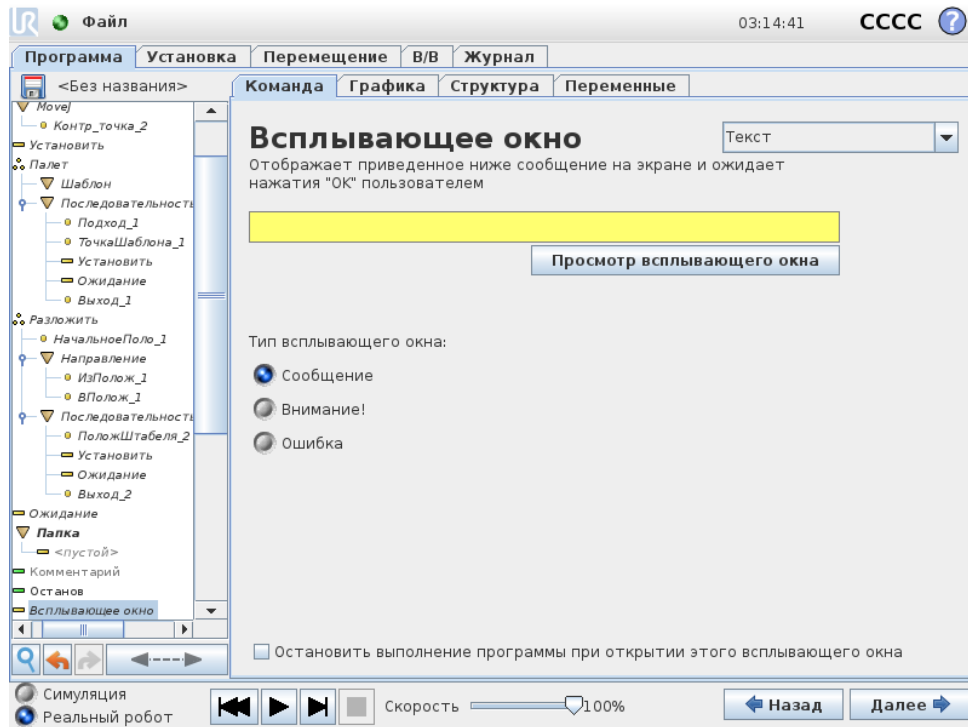 Файл
03:14:41
CCCC
?
Программа
Установка
Перемещение
В/В
Журнал
<Без названия>
Команда
Графика
Структура
Переменные
MoveJ
Контр_точка_2
Установить
Палет
Шаблон
Последовательность
Подход_1
ТочкаШаблона_1
Установить
Ожидание
Выход_1
Разложить
НачальноеПоло_1
Направление
ИзПолож_1
ВПолож_1
Последовательность
ПоложШтабеля_2
Установить
Ожидание
Выход_2
Ожидание
Папка
<пустой>
Комментарий
Останов
Всплывающее окно
Всплывающее окно
Текст
Отображает приведенное ниже сообщение на экране и ожидает
нажатия "ОК" пользователем
Просмотр всплывающего окна
Тип всплывающего окна:
Сообщение
Внимание!
Ошибка
Остановить выполнение программы при открытии этого всплывающего окна
Симуляция
Реальный робот
Скорость
100%
Назад
Далее